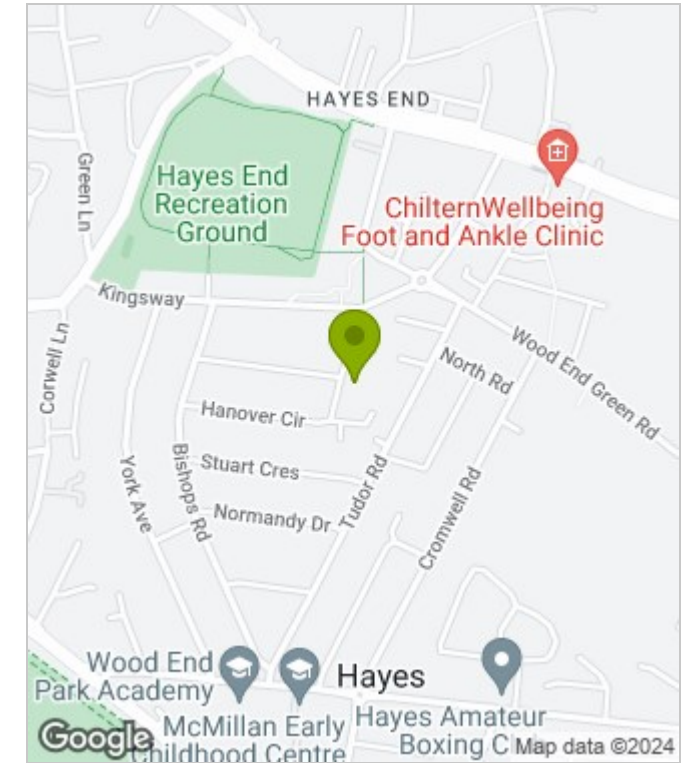 HAYES END
Green Ln
Hayes End
Recreation
Ground
ChilternWellbeing
Foot and Ankle Clinic
Kingsway
Corwell Ln
Wood End Green Rd
North Rd
Hanover Cir
Bishops Rd
Stuart Cres
York Ave
Tudor Rd
Normandy Dr
Cromwell Rd
Wood End
Park Academy
Hayes
McMillan Early
Childhood Centre
Hayes Amateur
Boxing C
Google
Map data ©2024